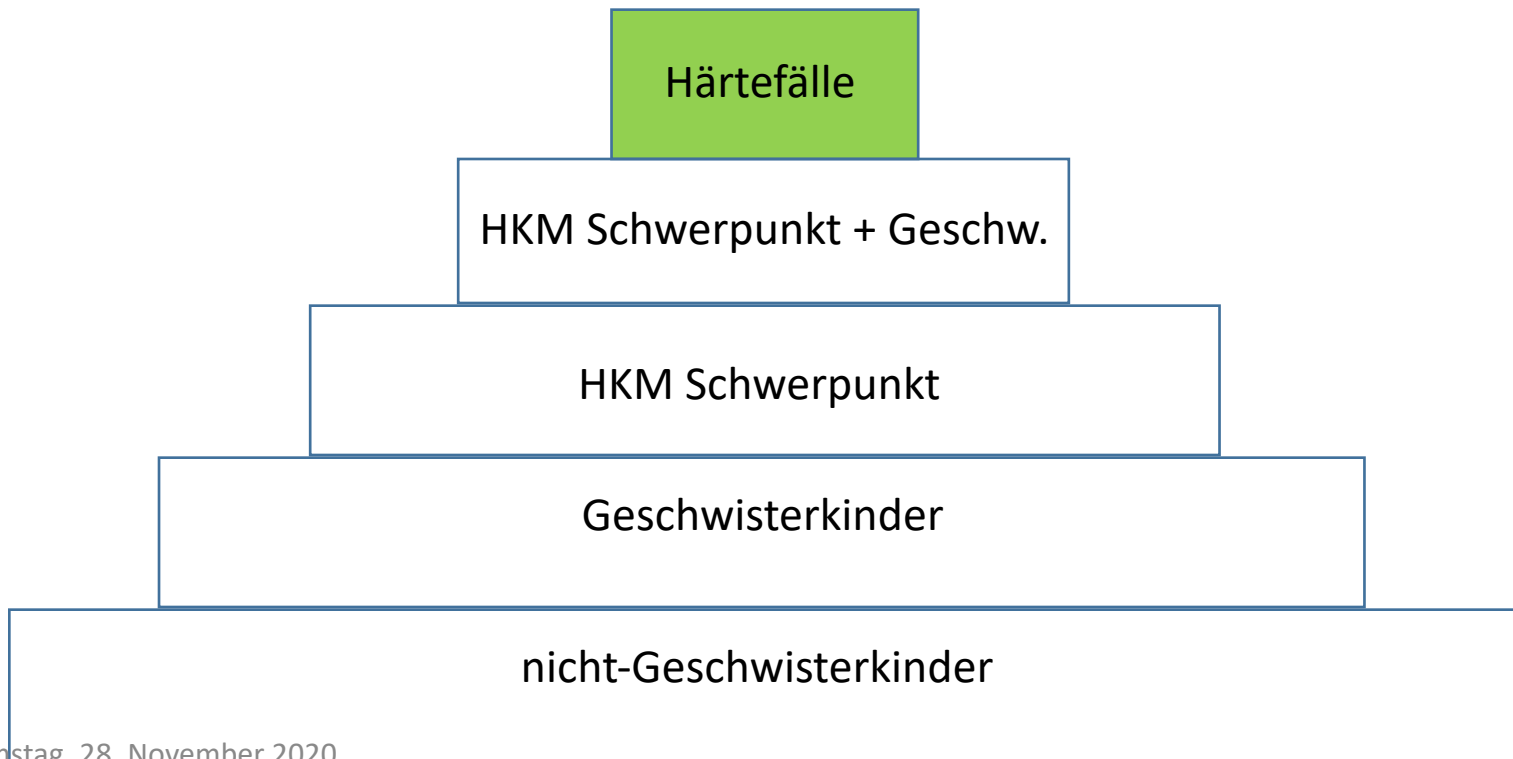 Härtefälle
HKM Schwerpunkt + Geschw.
HKM Schwerpunkt
Geschwisterkinder
nicht-Geschwisterkinder
28. November 2020